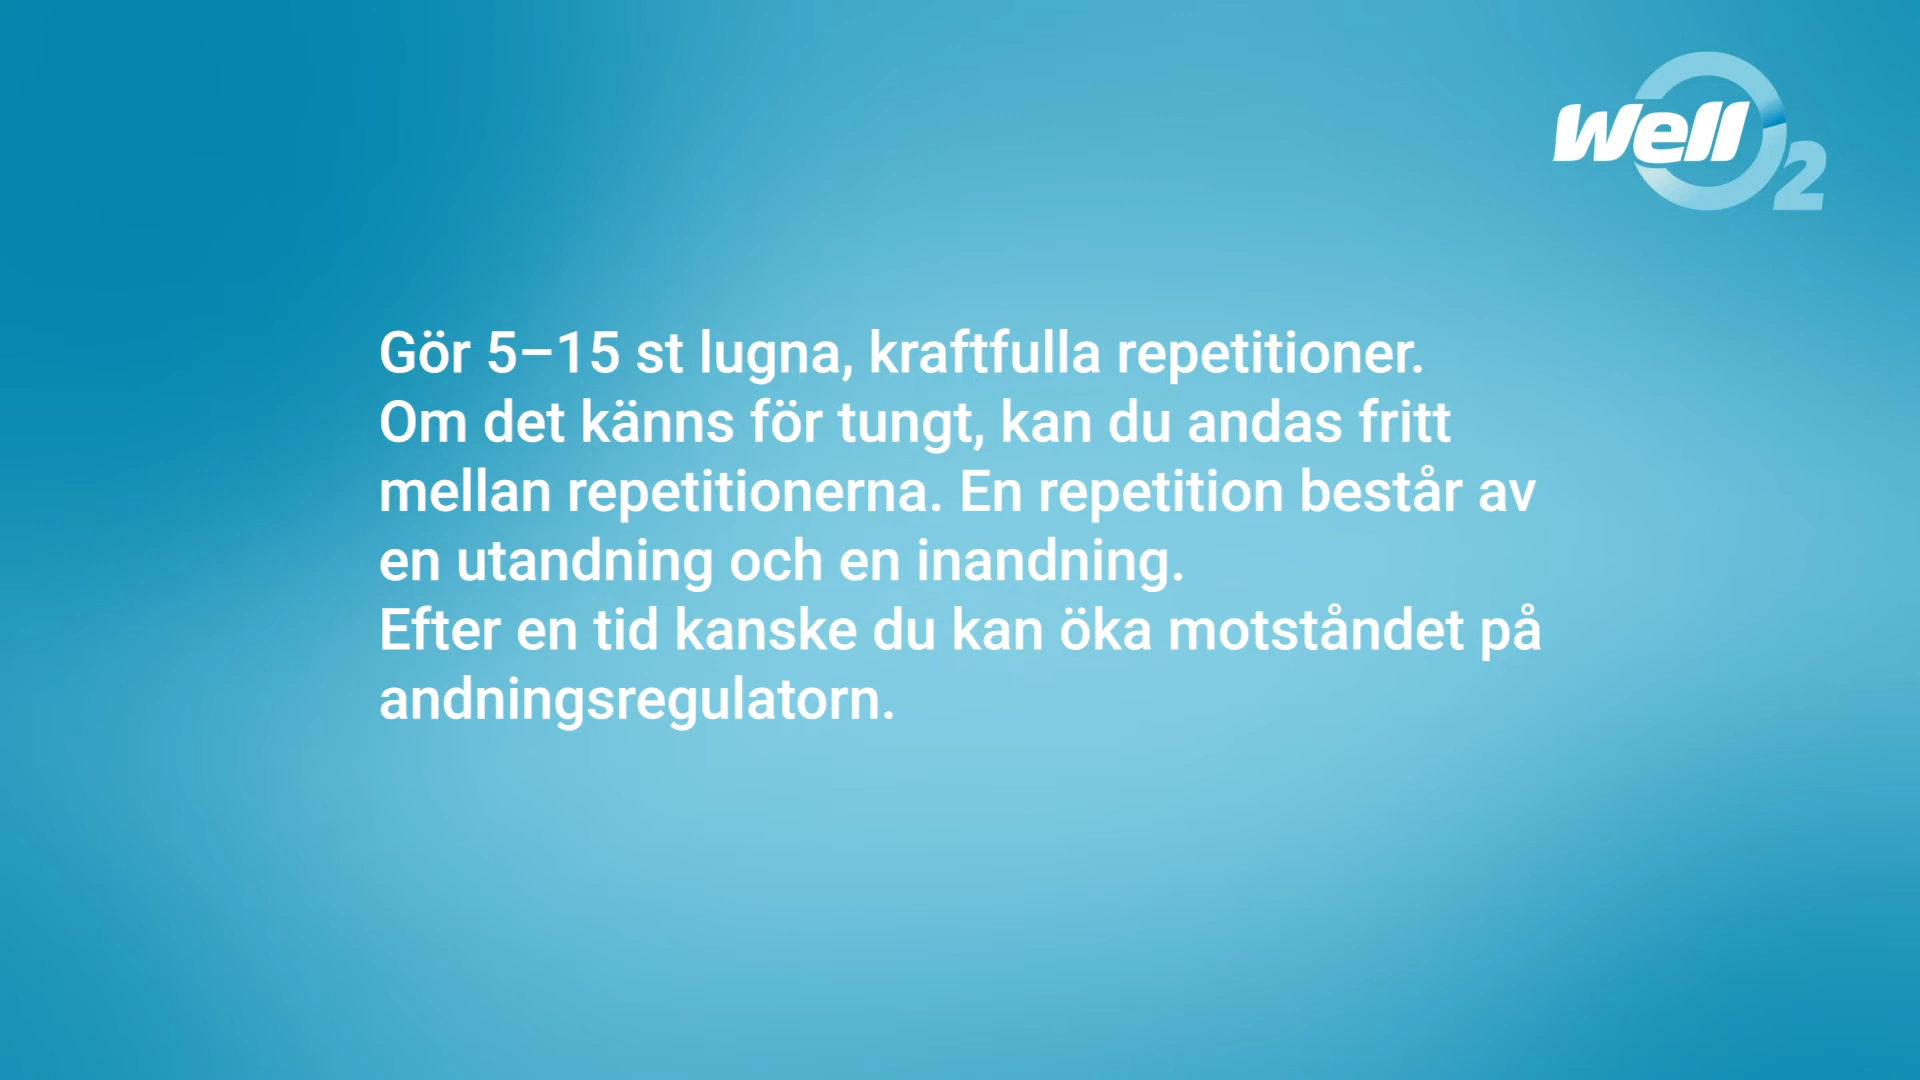 Well O2
Gör 5–15 st lugna, kraftfulla repetitioner.
Om det känns för tungt, kan du andas fritt
mellan repetitionerna. En repetition består av
en utandning och en inandning.
Efter en tid kanske du kan öka motståndet på
andningsregulatorn.